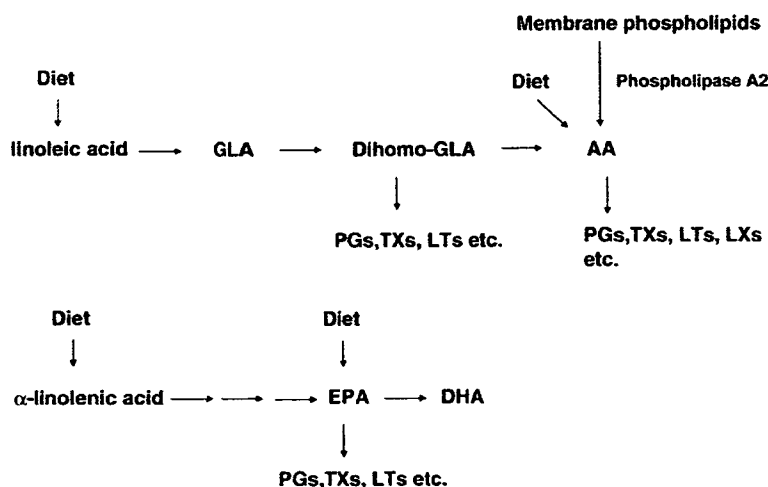 Membrane phospholipids
Diet
Diet
Phospholipase A2
linoleic acid
GLA
Dihomo-GLA
AA
PGs,TXs, LTs etc.
PGs,TXs, LTs, LXs
etc.
Diet
Diet
α-linolenic acid
EPA
DHA
PGs,TXs, LTs etc.